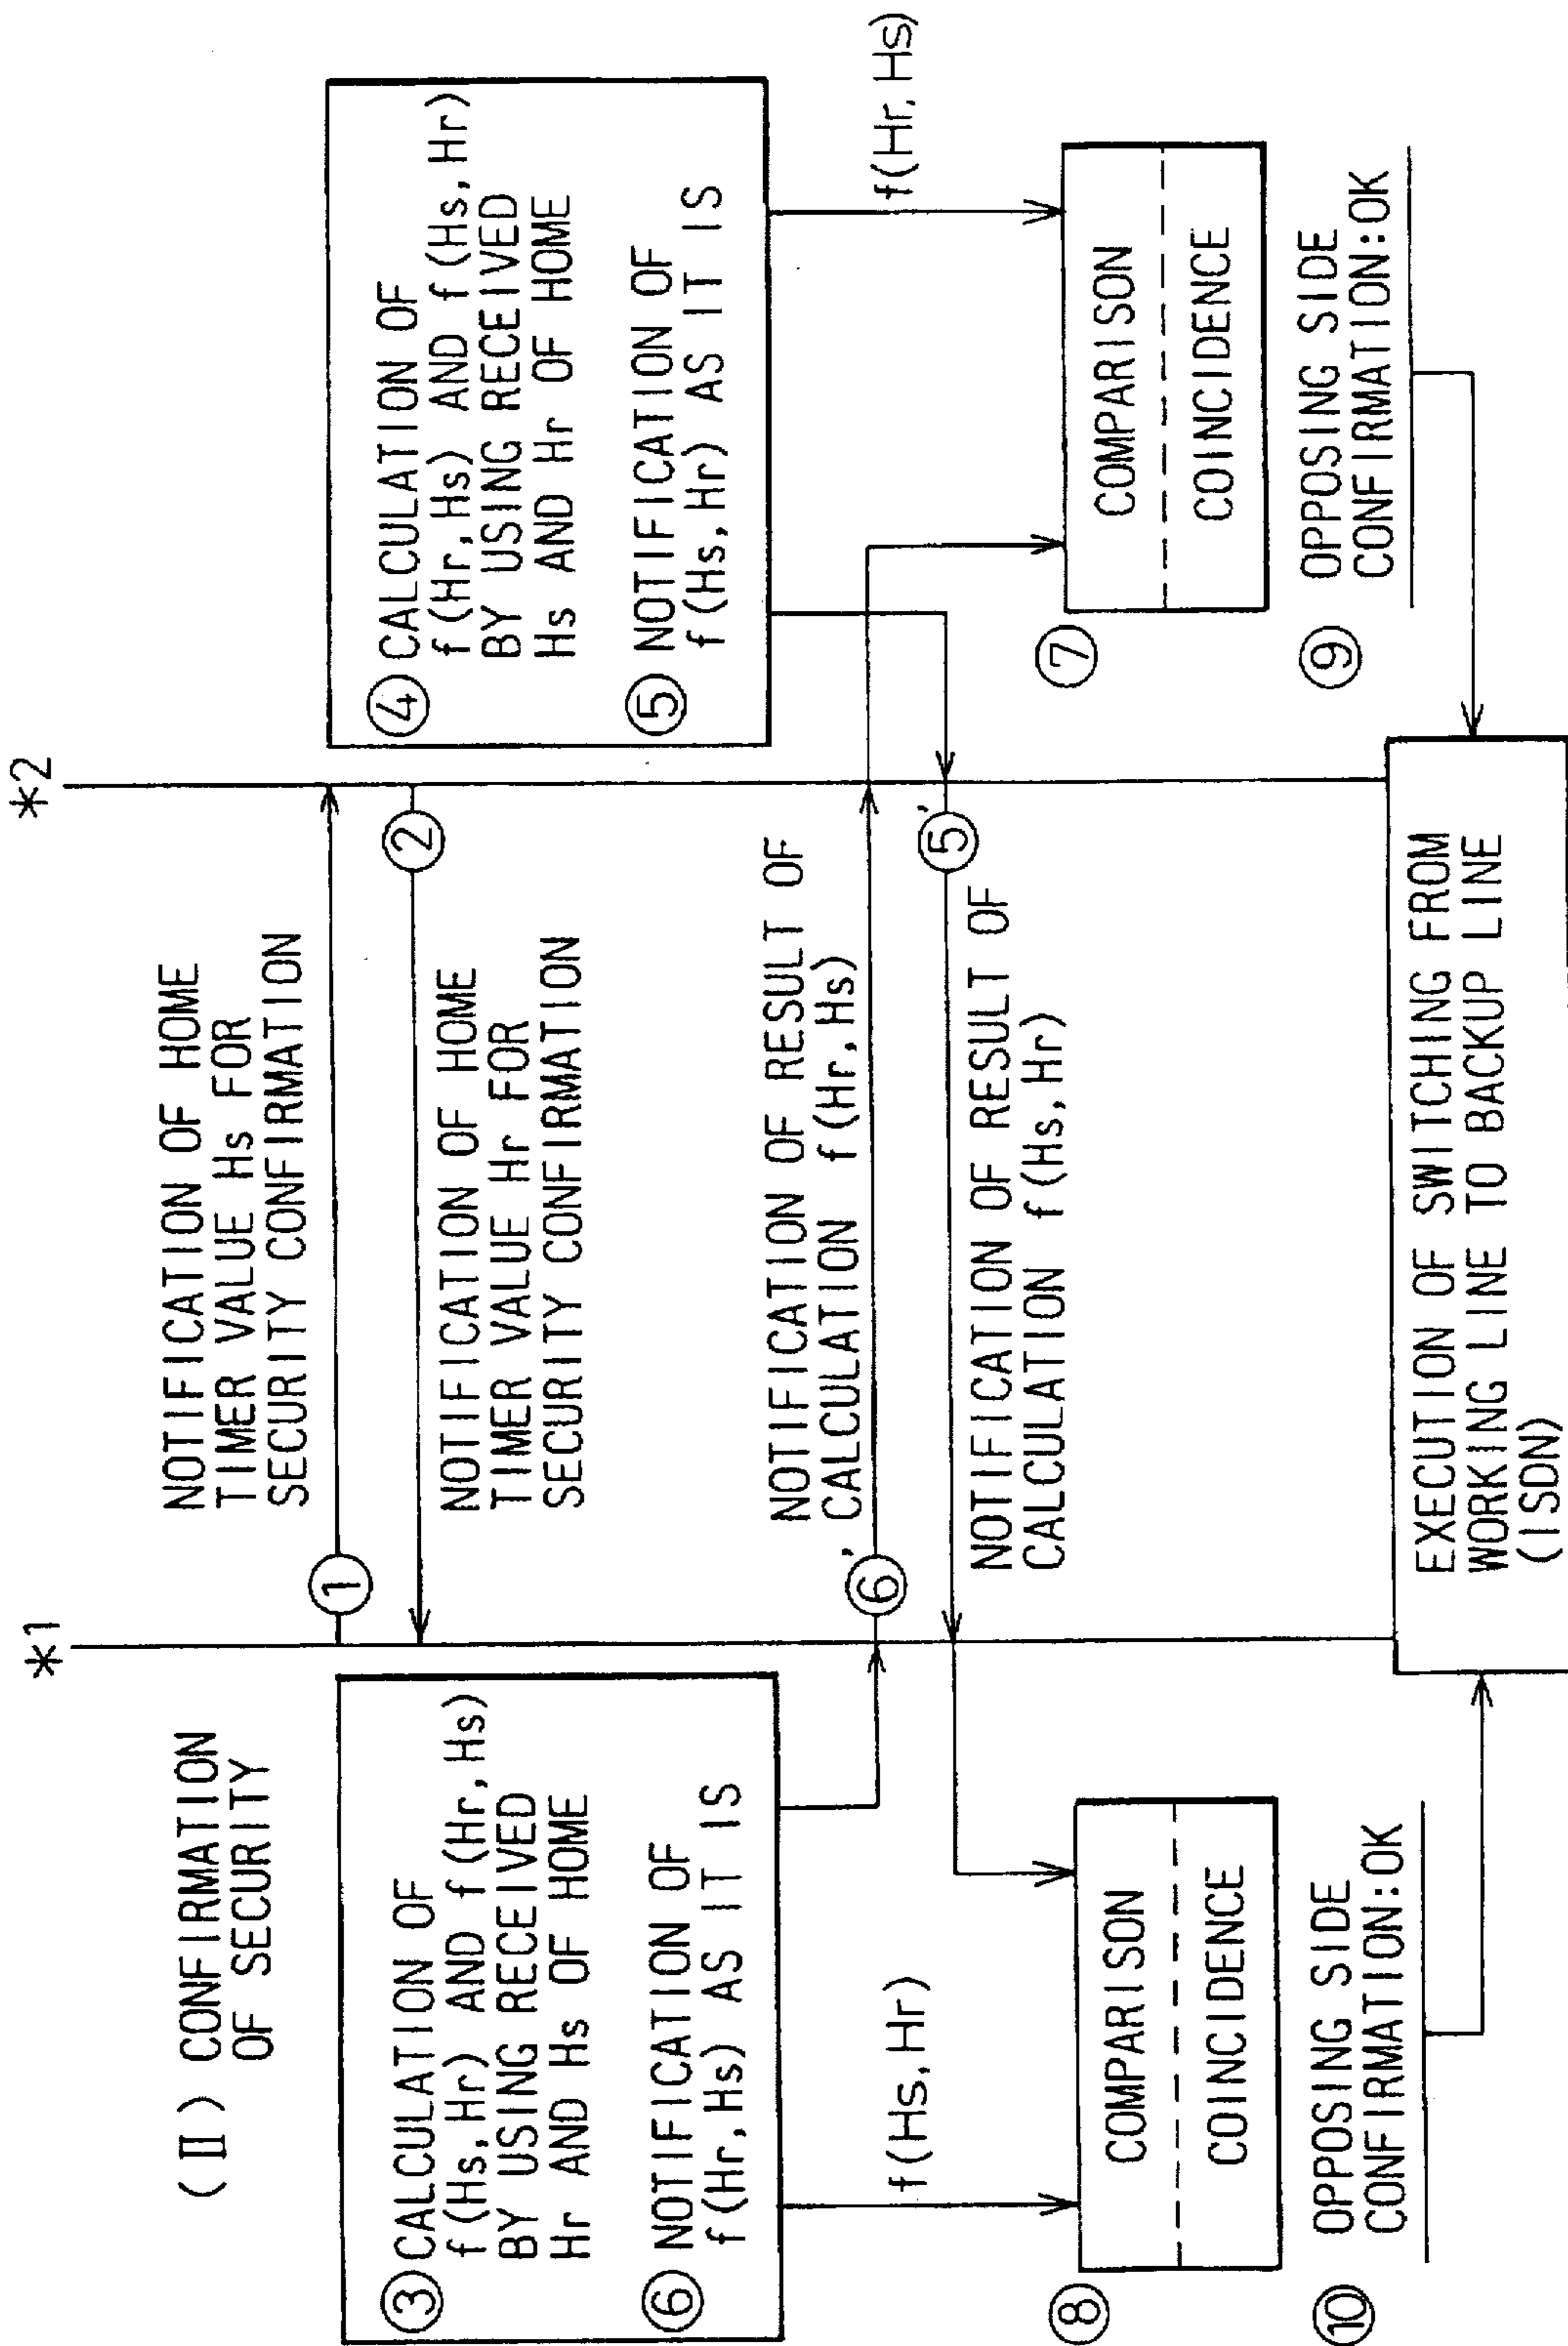 (II) CONFIRMATION
OF SECURITY
*1
*2
NOTIFICATION OF HOME
TIMER VALUE Hs FOR
SECURITY CONFIRMATION
①
②
NOTIFICATION OF HOME
TIMER VALUE Hr FOR
SECURITY CONFIRMATION
③ CALCULATION OF
f(Hs,Hr) AND f(Hr,Hs)
BY USING RECEIVED
Hr AND Hs OF HOME
⑥ NOTIFICATION OF
f(Hr,Hs) AS IT IS
④ CALCULATION OF
f(Hr,Hs) AND f(Hs,Hr)
BY USING RECEIVED
Hs AND Hr OF HOME
⑤ NOTIFICATION OF
f(Hs,Hr) AS IT IS
NOTIFICATION OF RESULT OF
CALCULATION f(Hr,Hs)
⑥'
⑤'
NOTIFICATION OF RESULT OF
CALCULATION f(Hs,Hr)
f(Hs,Hr)
f(Hr,Hs)
⑧
COMPARISON
COINCIDENCE
⑦
COMPARISON
COINCIDENCE
⑩ OPPOSING SIDE
CONFIRMATION:OK
⑨ OPPOSING SIDE
CONFIRMATION:OK
EXECUTION OF SWITCHING FROM
WORKING LINE TO BACKUP LINE
(ISDN)